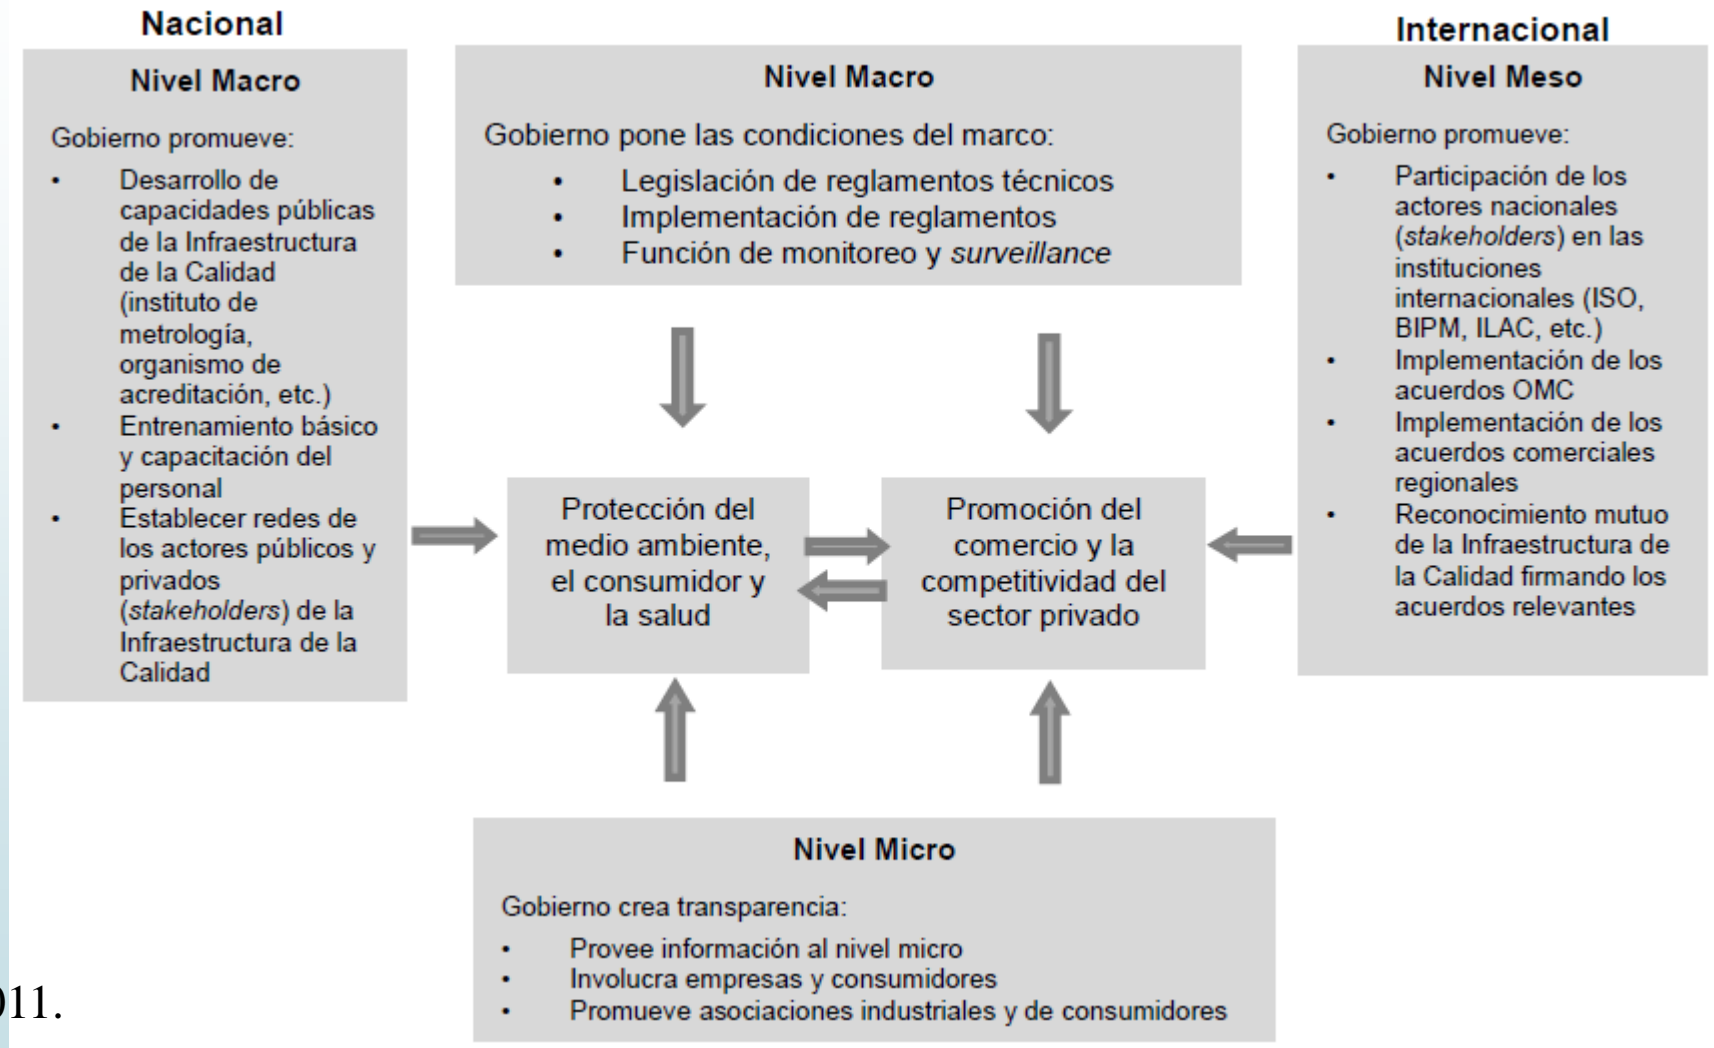 Nacional
Nivel Macro
Gobierno promueve:
• Desarrollo de
capacidades públicas
de la Infraestructura
de la Calidad
(instituto de
metrología,
organismo de
acreditación, etc.)
• Entrenamiento básico
y capacitación del
personal
• Establecer redes de
los actores públicos y
privados
(stakeholders) de la
Infraestructura de la
Calidad
Nivel Macro
Gobierno pone las condiciones del marco:
• Legislación de reglamentos técnicos
• Implementación de reglamentos
• Función de monitoreo y surveillance
Internacional
Nivel Meso
Gobierno promueve:
• Participación de los
actores nacionales
(stakeholders) en las
instituciones
internacionales (ISO,
BIPM, ILAC, etc.)
• Implementación de los
acuerdos OMC
• Implementación de los
acuerdos comerciales
regionales
• Reconocimiento mutuo
de la Infraestructura de
la Calidad firmando los
acuerdos relevantes
Protección del
medio ambiente,
el consumidor y
la salud
Promoción del
comercio y la
competitividad del
sector privado
Nivel Micro
Gobierno crea transparencia:
• Provee información al nivel micro
• Involucra empresas y consumidores
• Promueve asociaciones industriales y de consumidores
011.